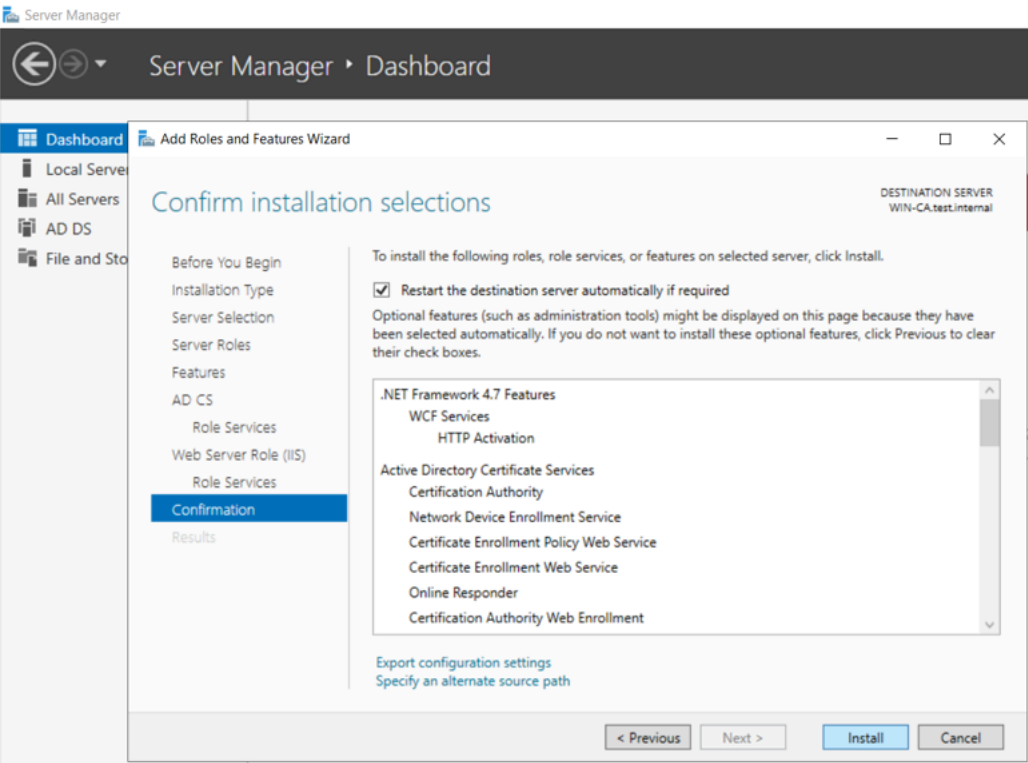 Server Manager
Server Manager ‣ Dashboard
Dashboard
Local Server
All Servers
AD DS
File and Sto
Add Roles and Features Wizard
Confirm installation selections
DESTINATION SERVER
WIN-CA.test.internal
Before You Begin
Installation Type
Server Selection
Server Roles
Features
AD CS
Role Services
Web Server Role (IIS)
Role Services
Confirmation
Results
To install the following roles, role services, or features on selected server, click Install.
Restart the destination server automatically if required
Optional features (such as administration tools) might be displayed on this page because they have
been selected automatically. If you do not want to install these optional features, click Previous to clear
their check boxes.
.NET Framework 4.7 Features
WCF Services
HTTP Activation
Active Directory Certificate Services
Certification Authority
Network Device Enrollment Service
Certificate Enrollment Policy Web Service
Certificate Enrollment Web Service
Online Responder
Certification Authority Web Enrollment
Export configuration settings
Specify an alternate source path
< Previous
Next >
Install
Cancel